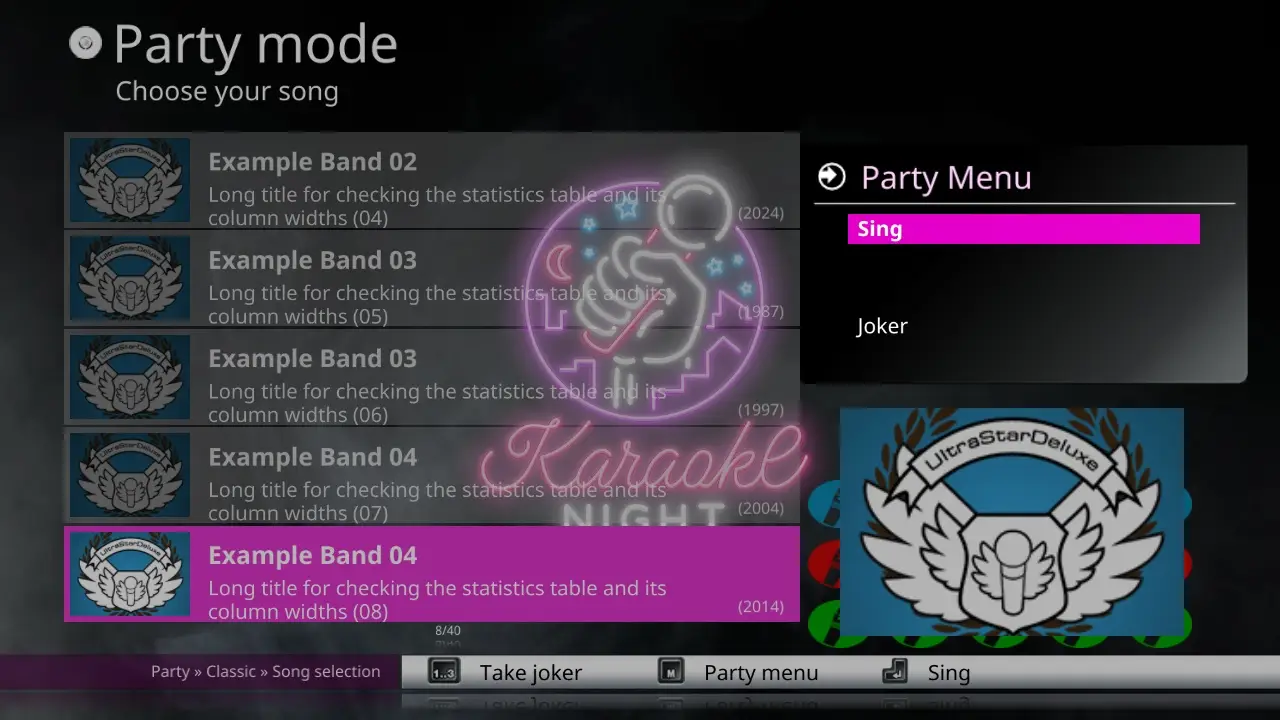 Party mode
Choose your song
Example Band 02
Long title for checking the statistics table and its
column widths (04)
(2024)
Example Band 03
Long title for checking the statistics table and its
column widths (05)
(1987)
Example Band 03
Long title for checking the statistics table and its
column widths (06)
(1997)
Example Band 04
Long title for checking the statistics table and its
column widths (07)
(2004)
Example Band 04
Long title for checking the statistics table and its
column widths (08)
(2014)
8/40
Karaoke
NIGHT
Party Menu
Sing
Joker
UltraStarDeluxe
Party » Classic » Song selection
1..3 Take joker
M Party menu
Sing